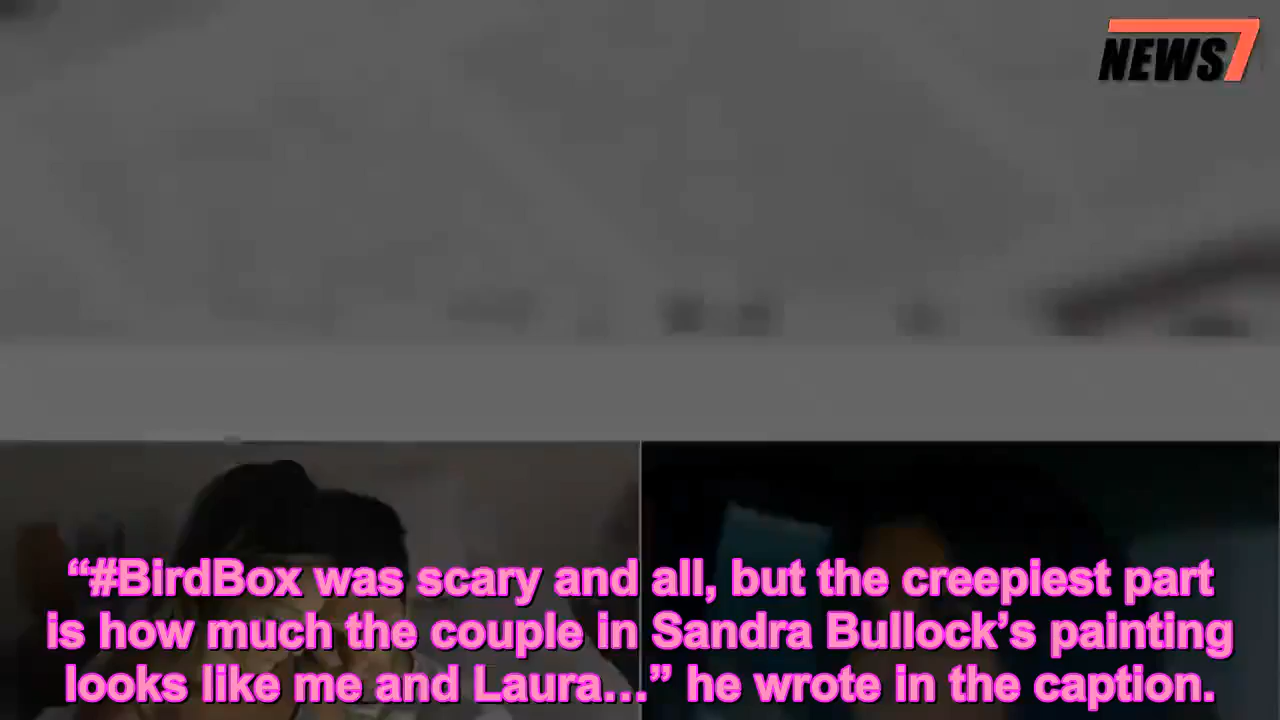 NEWS7
“#BirdBox was scary and all, but the creepiest part
is how much the couple in Sandra Bullock’s painting
looks like me and Laura…” he wrote in the caption.